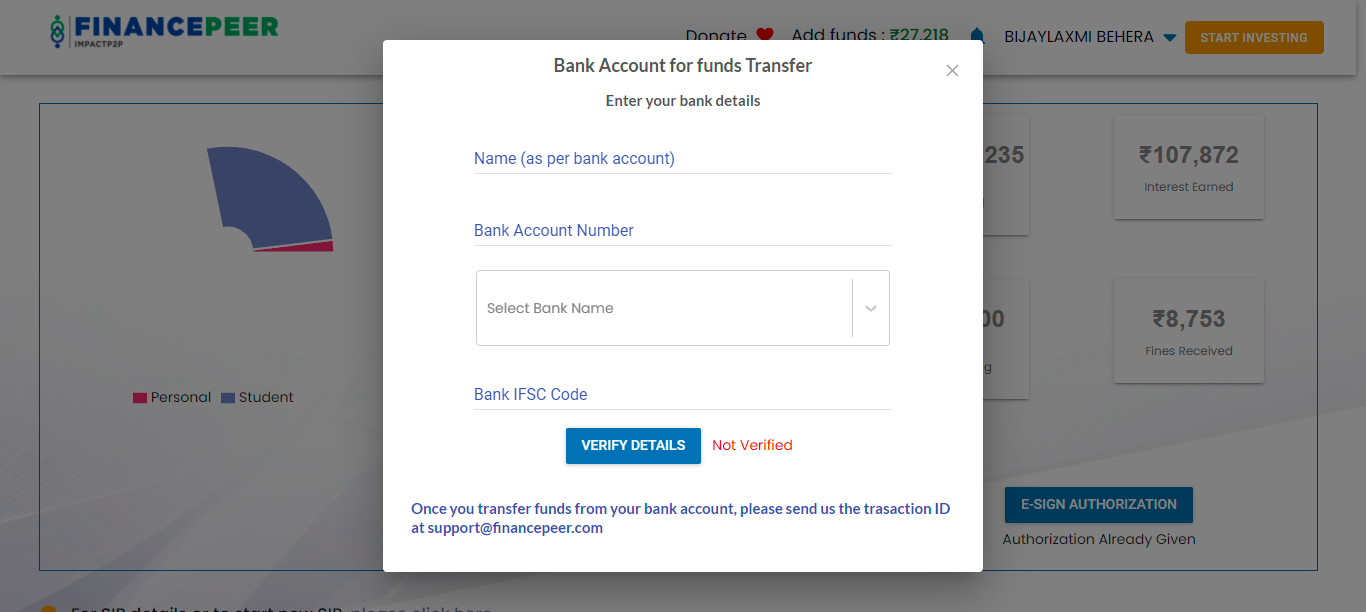 FINANCEPEER
IMPACTP2P
Donate
Add funds : ₹27,218
BIJAYLAXMI BEHERA
START INVESTING
Bank Account for funds Transfer
Enter your bank details
Name (as per bank account)
Bank Account Number
Select Bank Name
Bank IFSC Code
VERIFY DETAILS Not Verified
Once you transfer funds from your bank account, please send us the trasaction ID
at support@financepeer.com
Personal Student
235
₹107,872
Interest Earned
00
g
₹8,753
Fines Received
E-SIGN AUTHORIZATION
Authorization Already Given
For SIP details or to start new SIP, please click here